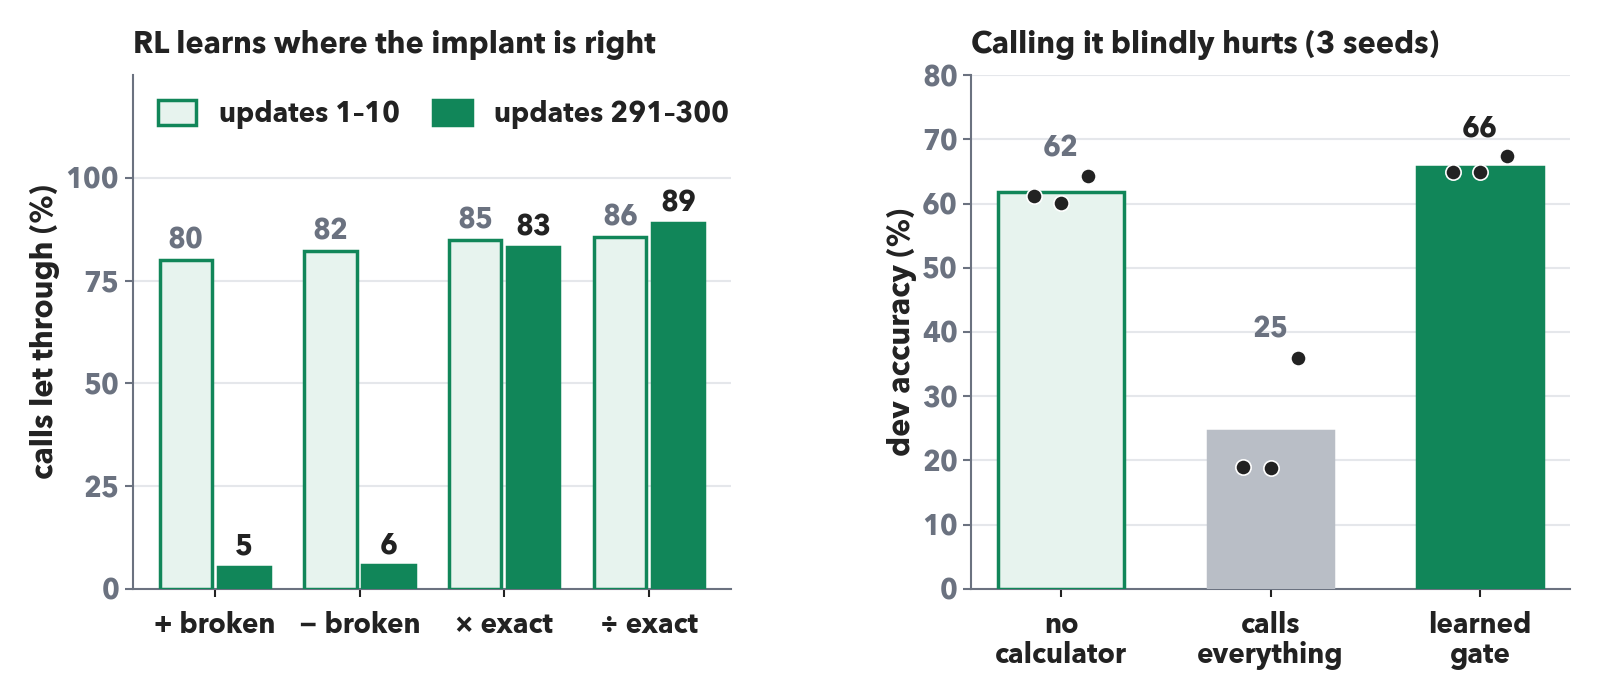 RL learns where the implant is right
updates 1–10
updates 291–300
calls let through (%)
100
75
50
25
0
80
5
82
6
85
83
86
89
+ broken
− broken
× exact
÷ exact
Calling it blindly hurts (3 seeds)
dev accuracy (%)
80
70
60
50
40
30
20
10
0
62
25
66
no
calculator
calls
everything
learned
gate